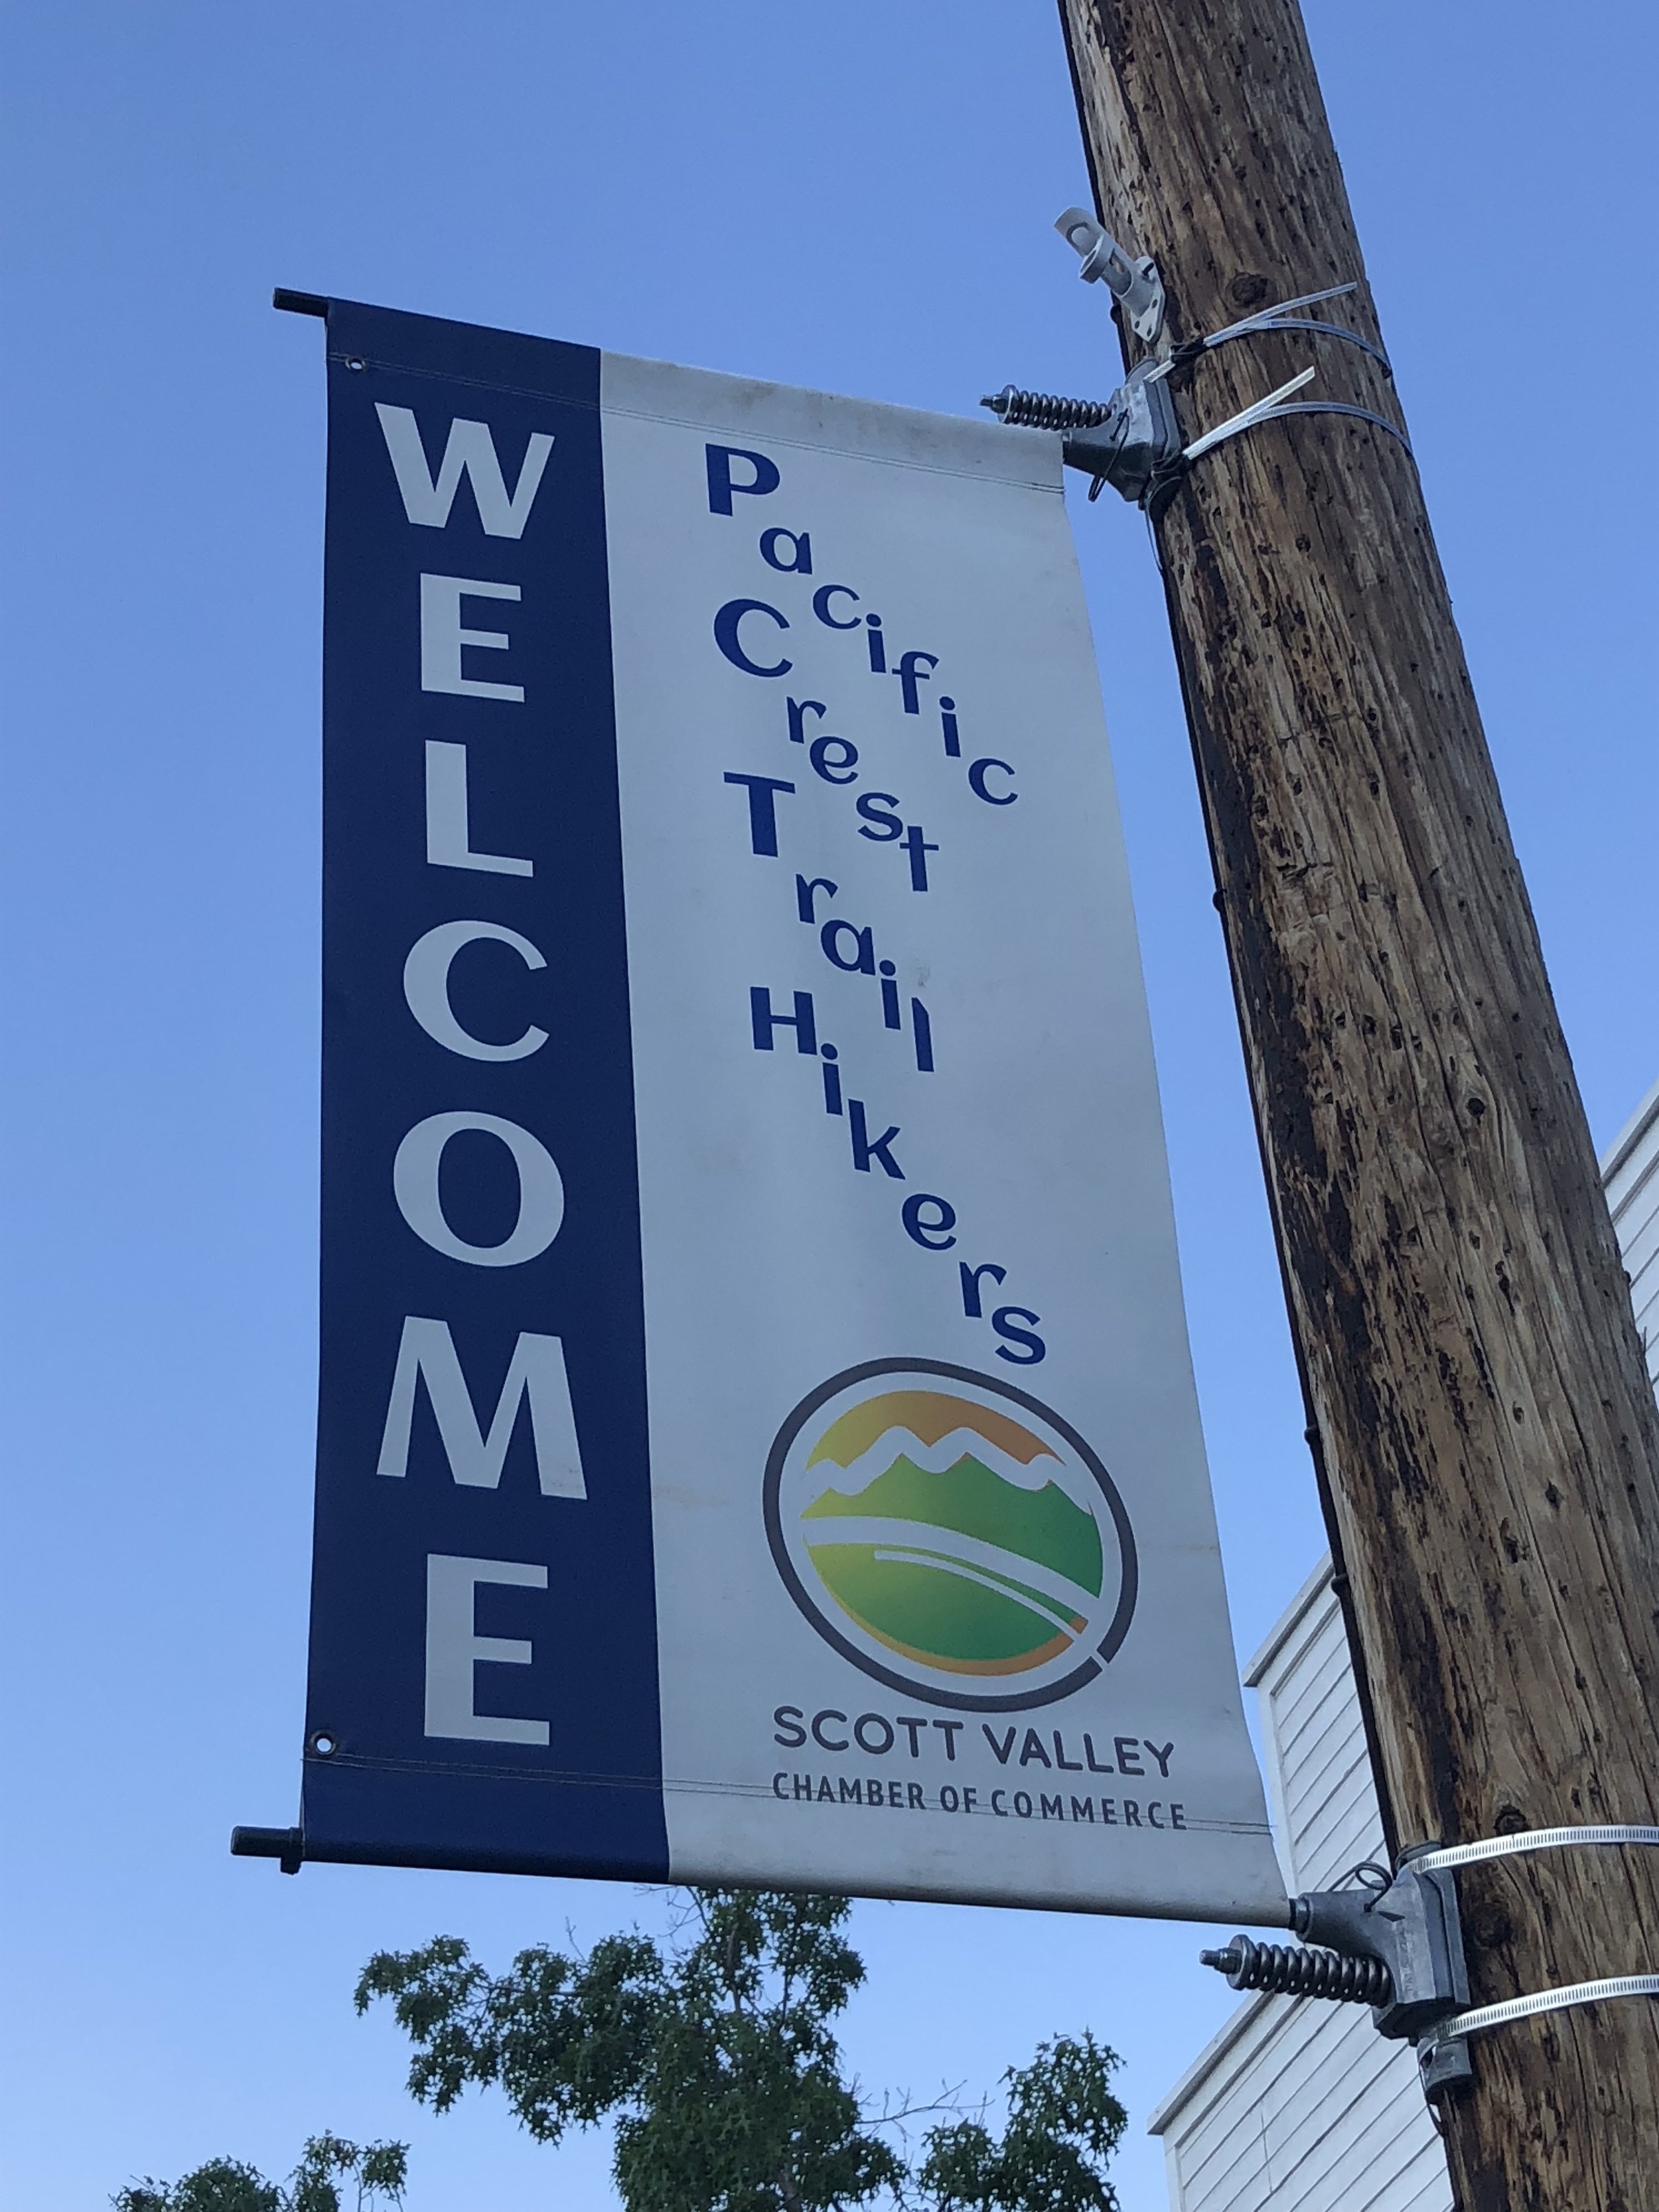 WELCOME
Pacific
Crest
Trail
Hikers
SCOTT VALLEY
CHAMBER OF COMMERCE